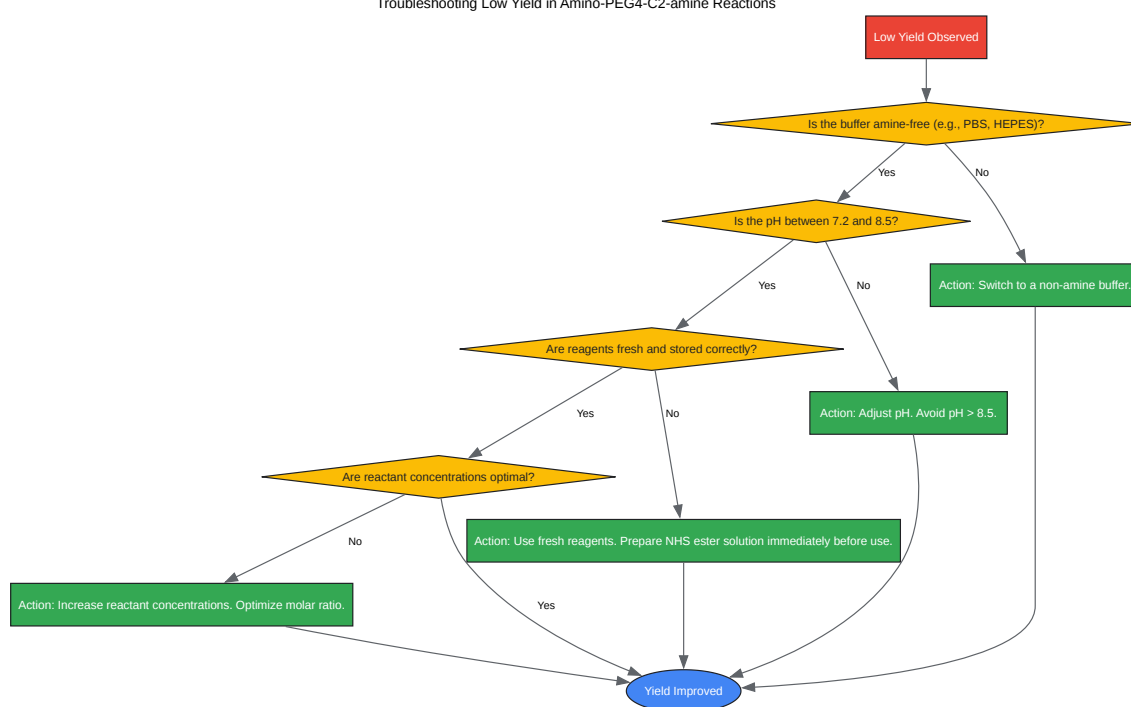 Troubleshooting Low Yield in Amino-PEG4-C2-amine Reactions
Low Yield Observed
Is the buffer amine-free (e.g., PBS, HEPES)?
Yes
No
Is the pH between 7.2 and 8.5?
Action: Switch to a non-amine buffer.
Yes
No
Are reagents fresh and stored correctly?
Action: Adjust pH. Avoid pH > 8.5.
Yes
No
Are reactant concentrations optimal?
Action: Use fresh reagents. Prepare NHS ester solution immediately before use.
No
Action: Increase reactant concentrations. Optimize molar ratio.
Yes
Yield Improved